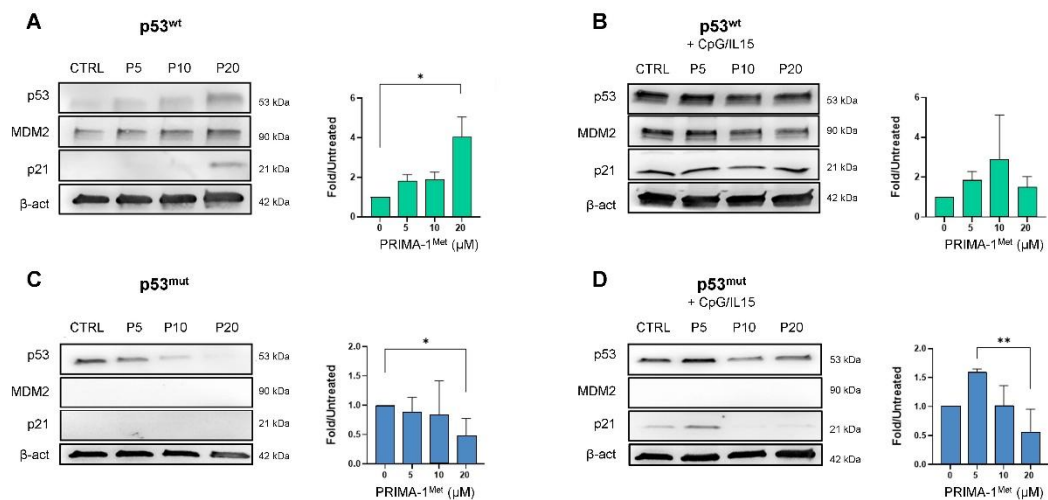 A
p53wt
CTRL P5 P10 P20
p53 53 kDa
MDM2 90 kDa
p21 21 kDa
β-act 42 kDa
*
Fold/Untreated
6
4
2
0
0 5 10 20
PRIMA-1Met (µM)
B
p53wt
+ CpG/IL15
CTRL P5 P10 P20
p53 53 kDa
MDM2 90 kDa
p21 21 kDa
β-act 42 kDa
Fold/Untreated
6
4
2
0
0 5 10 20
PRIMA-1Met (µM)
C
p53mut
CTRL P5 P10 P20
p53 53 kDa
MDM2 90 kDa
p21 21 kDa
β-act 42 kDa
*
Fold/Untreated
2.0
1.5
1.0
0.5
0.0
0 5 10 20
PRIMA-1Met (µM)
D
p53mut
+ CpG/IL15
CTRL P5 P10 P20
p53 53 kDa
MDM2 90 kDa
p21 21 kDa
β-act 42 kDa
**
Fold/Untreated
2.0
1.5
1.0
0.5
0.0
0 5 10 20
PRIMA-1Met (µM)